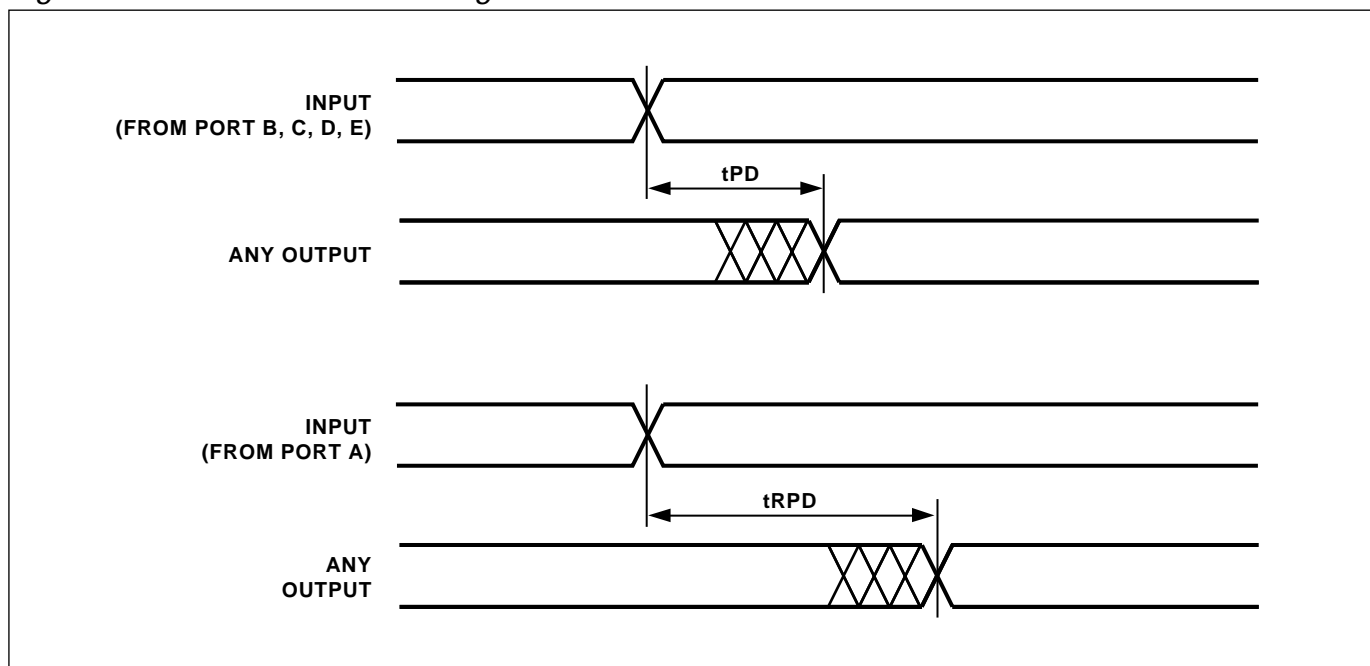 INPUT
(FROM PORT B, C, D, E)
tPD
ANY OUTPUT
INPUT
(FROM PORT A)
tRPD
ANY
OUTPUT